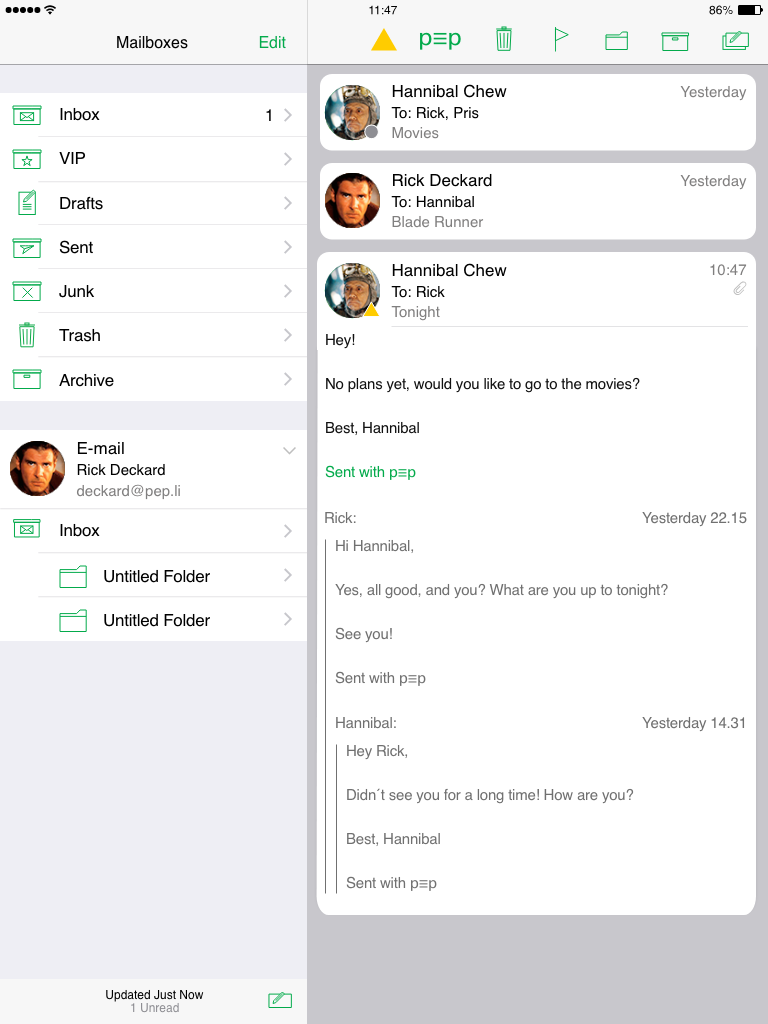 11:47
86%
Mailboxes
Edit
p≡p
Inbox
1
VIP
Drafts
Sent
Junk
Trash
Archive
E-mail
Rick Deckard
deckard@pep.li
Inbox
Untitled Folder
Untitled Folder
Updated Just Now
1 Unread
Hannibal Chew
Yesterday
To: Rick, Pris
Movies
Rick Deckard
Yesterday
To: Hannibal
Blade Runner
Hannibal Chew
10:47
To: Rick
Tonight
Hey!
No plans yet, would you like to go to the movies?
Best, Hannibal
Sent with p≡p
Rick:
Yesterday 22.15
Hi Hannibal,
Yes, all good, and you? What are you up to tonight?
See you!
Sent with p≡p
Hannibal:
Yesterday 14.31
Hey Rick,
Didn´t see you for a long time! How are you?
Best, Hannibal
Sent with p≡p